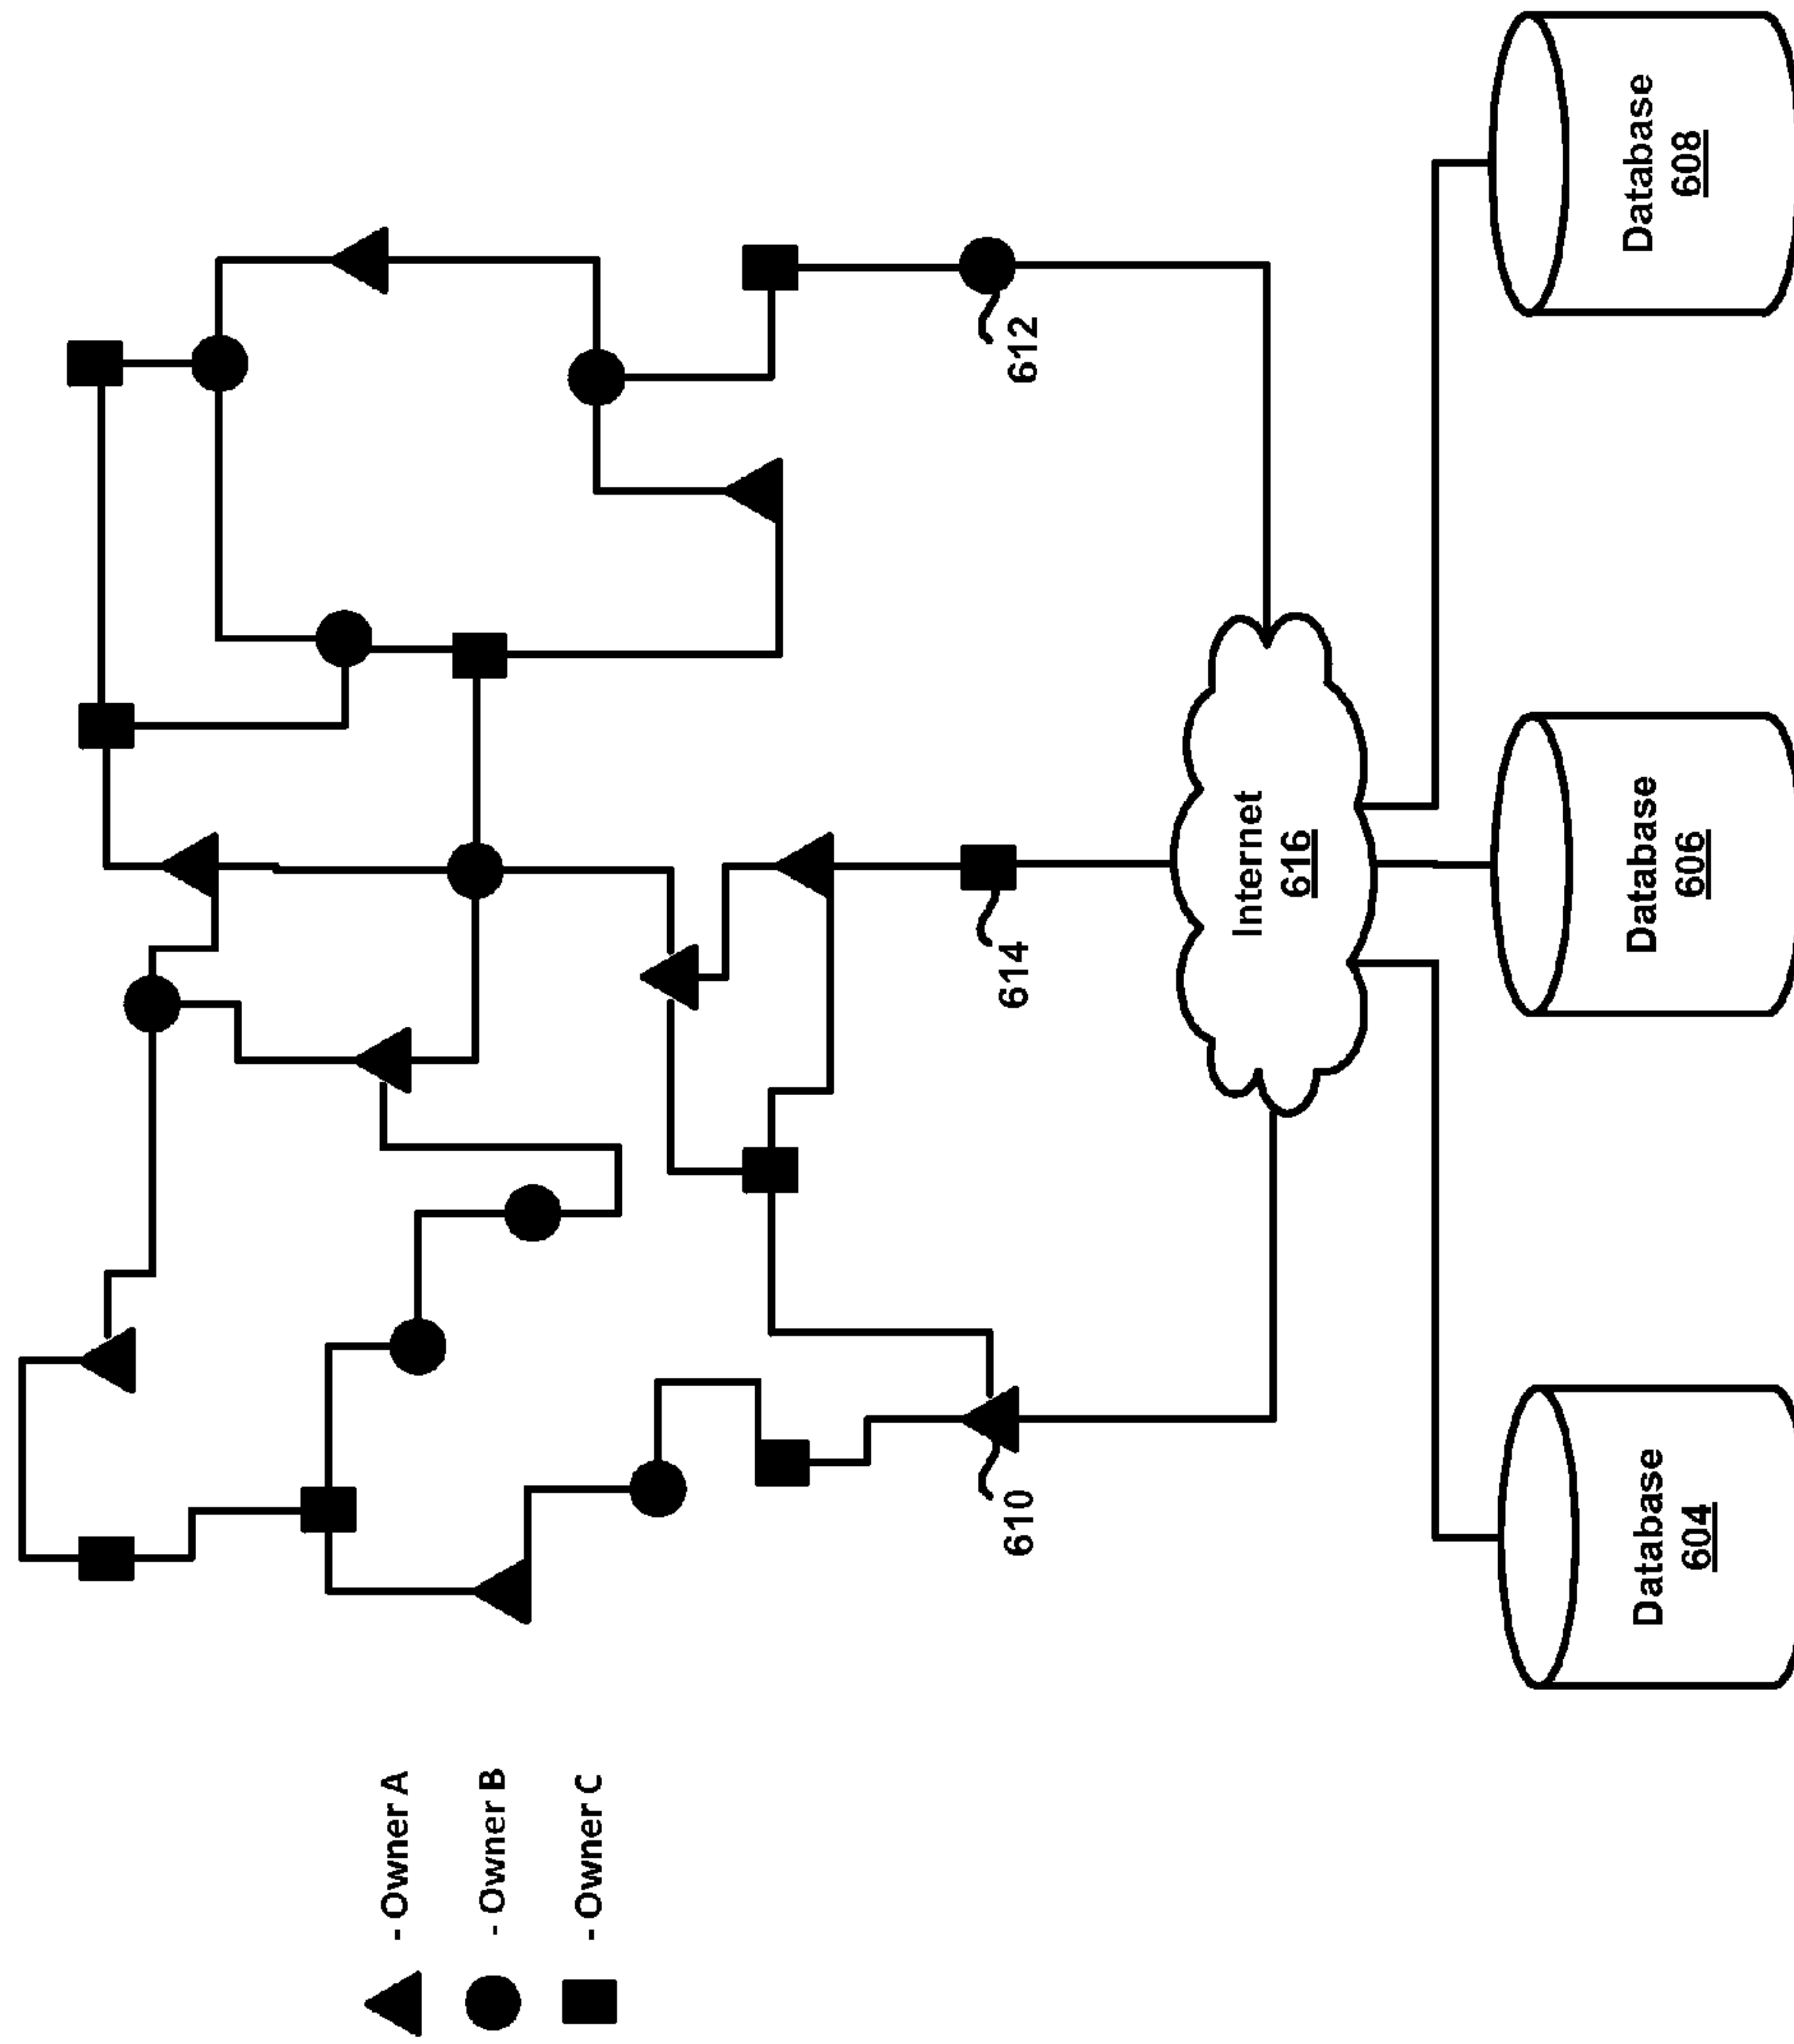 - Owner A
- Owner B
- Owner C
610
614
612
Internet
616
Database
604
Database
606
Database
608